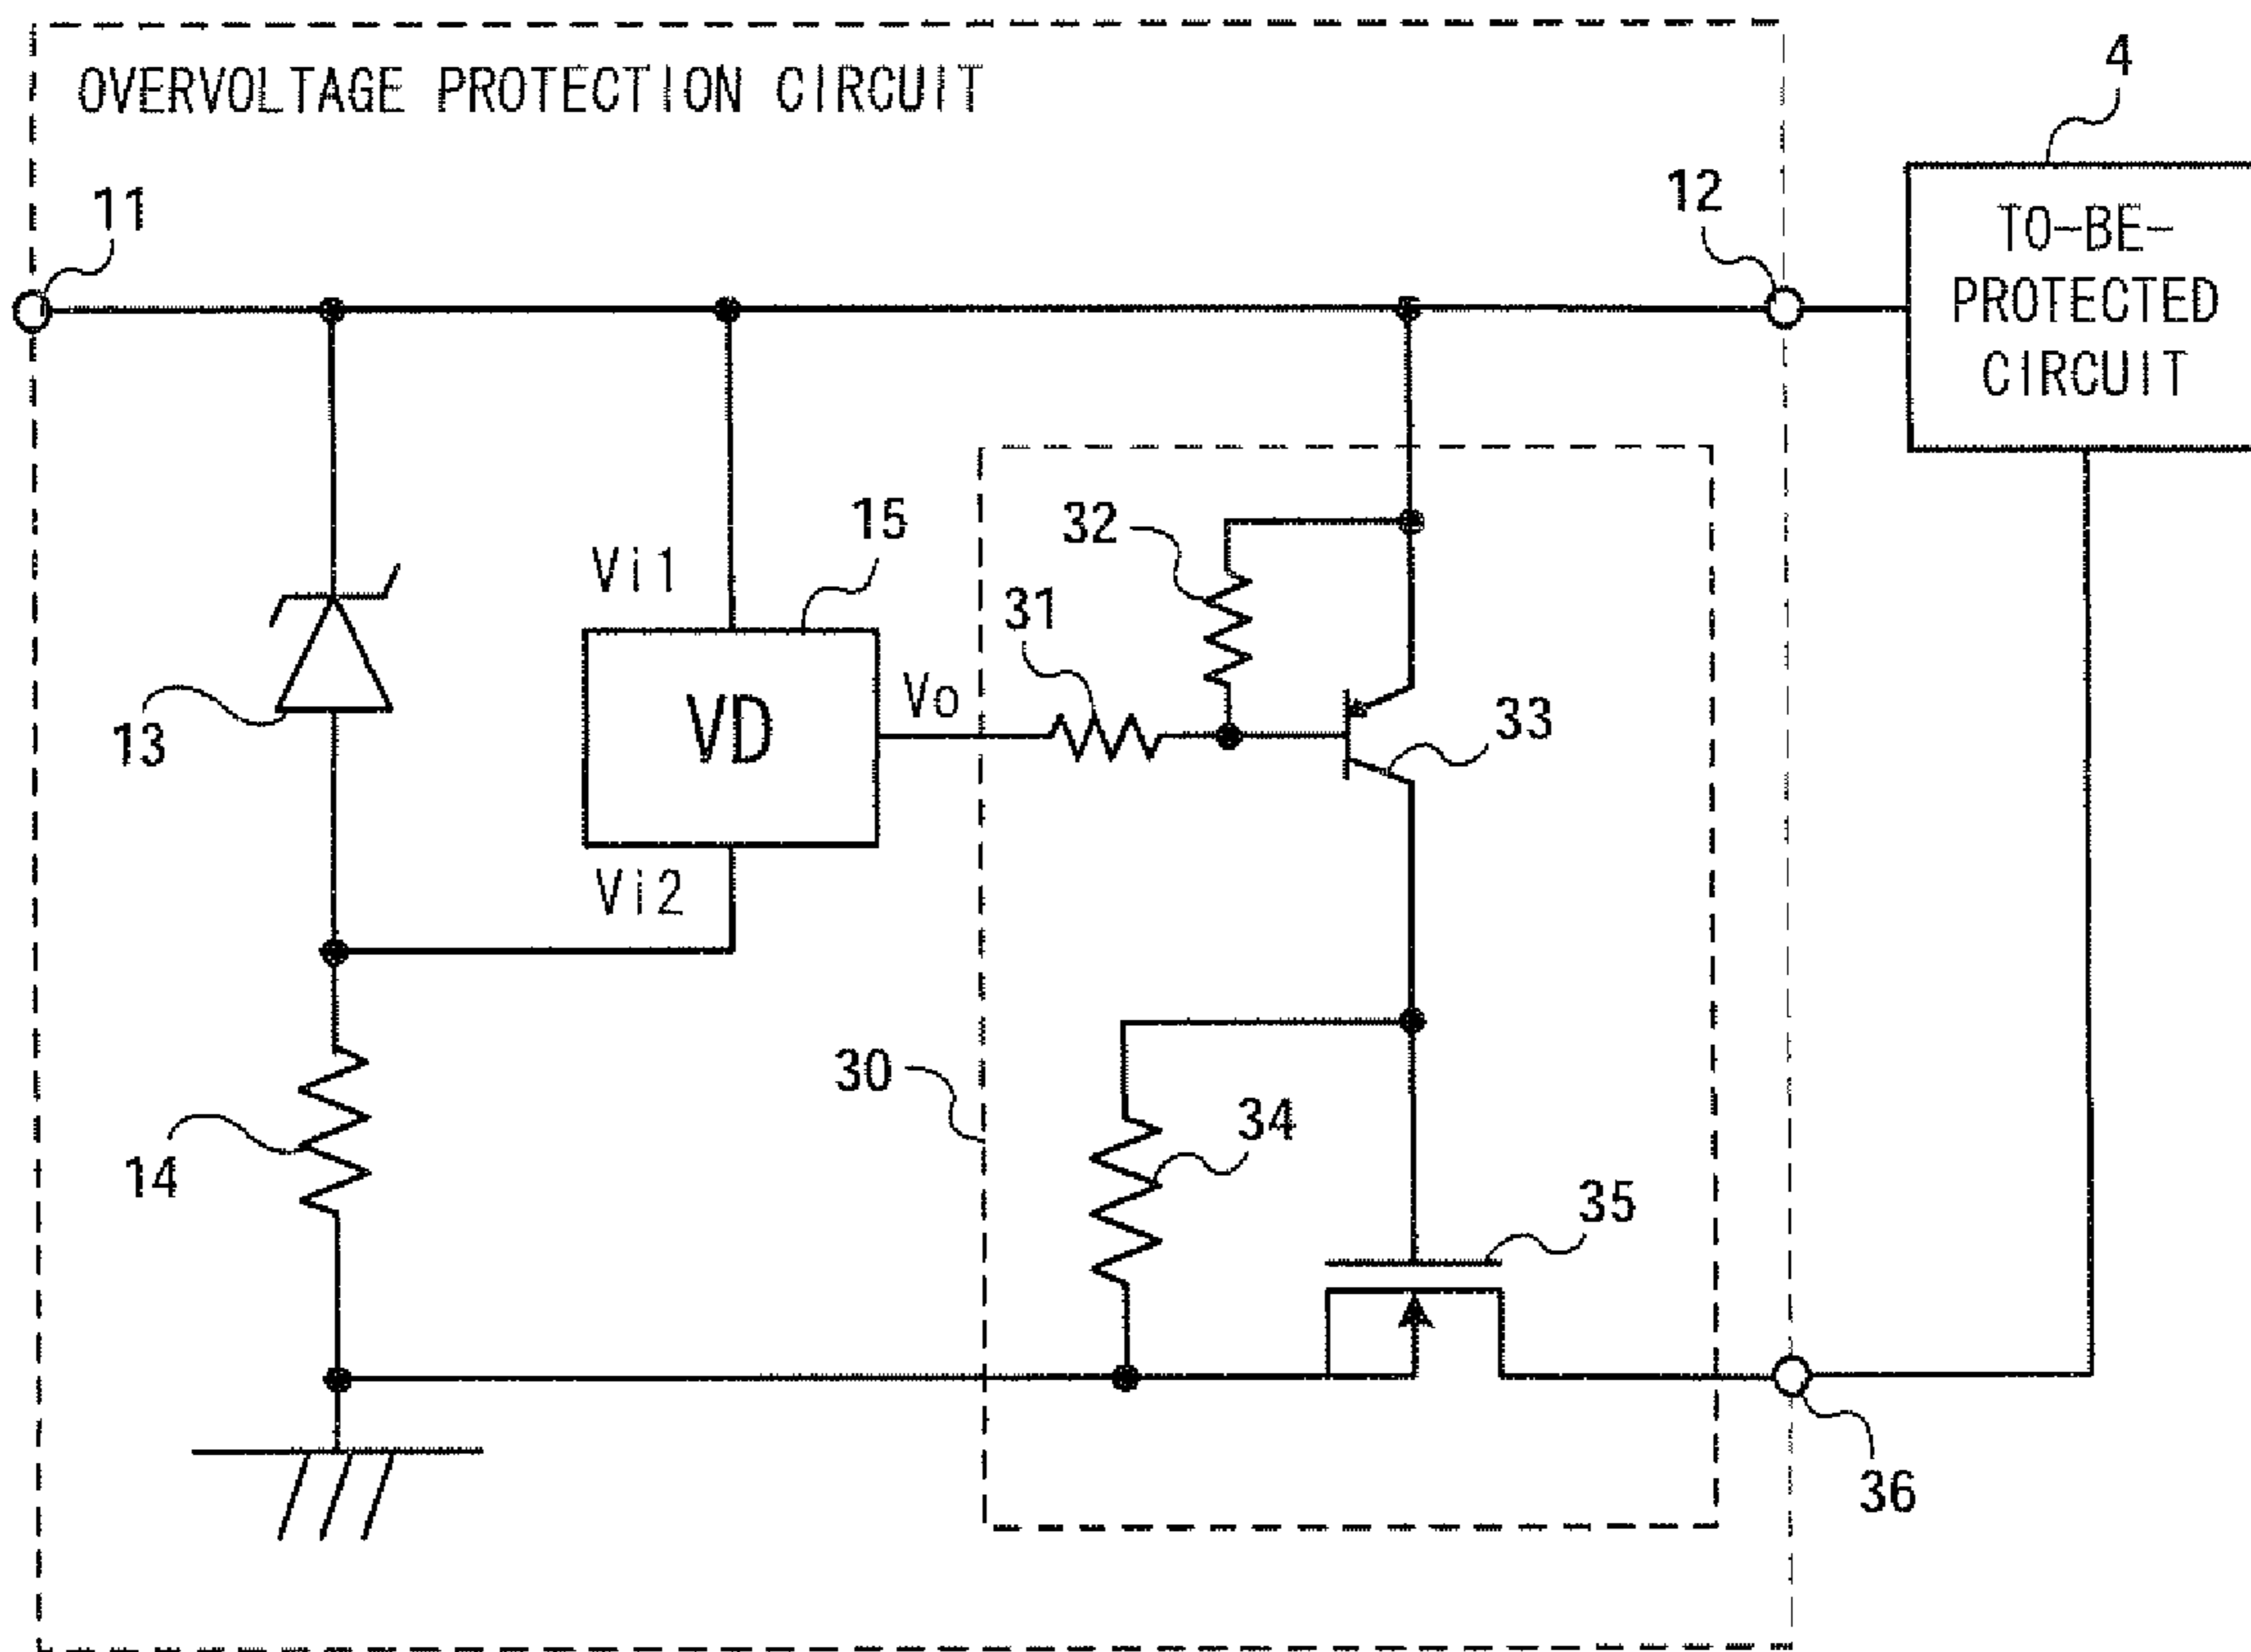 OVERVOLTAGE PROTECTION CIRCUIT
4
11
12
TO-BE-
PROTECTED
CIRCUIT
15
32
Vi1
31
Vo
VD
33
13
Vi2
30
34
14
35
36